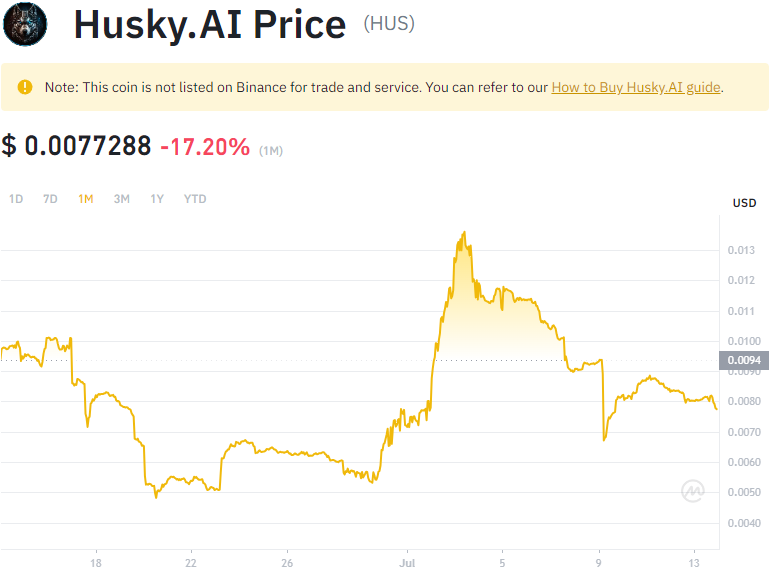 Husky.AI Price (HUS)
Note: This coin is not listed on Binance for trade and service. You can refer to our How to Buy Husky.AI guide.
$ 0.0077288 -17.20% (1M)
1D 7D 1M 3M 1Y YTD
USD
0.013
0.012
0.011
0.0100
0.0094
0.0090
0.0080
0.0070
0.0060
0.0050
0.0040
18 22 26 Jul 5 9 13